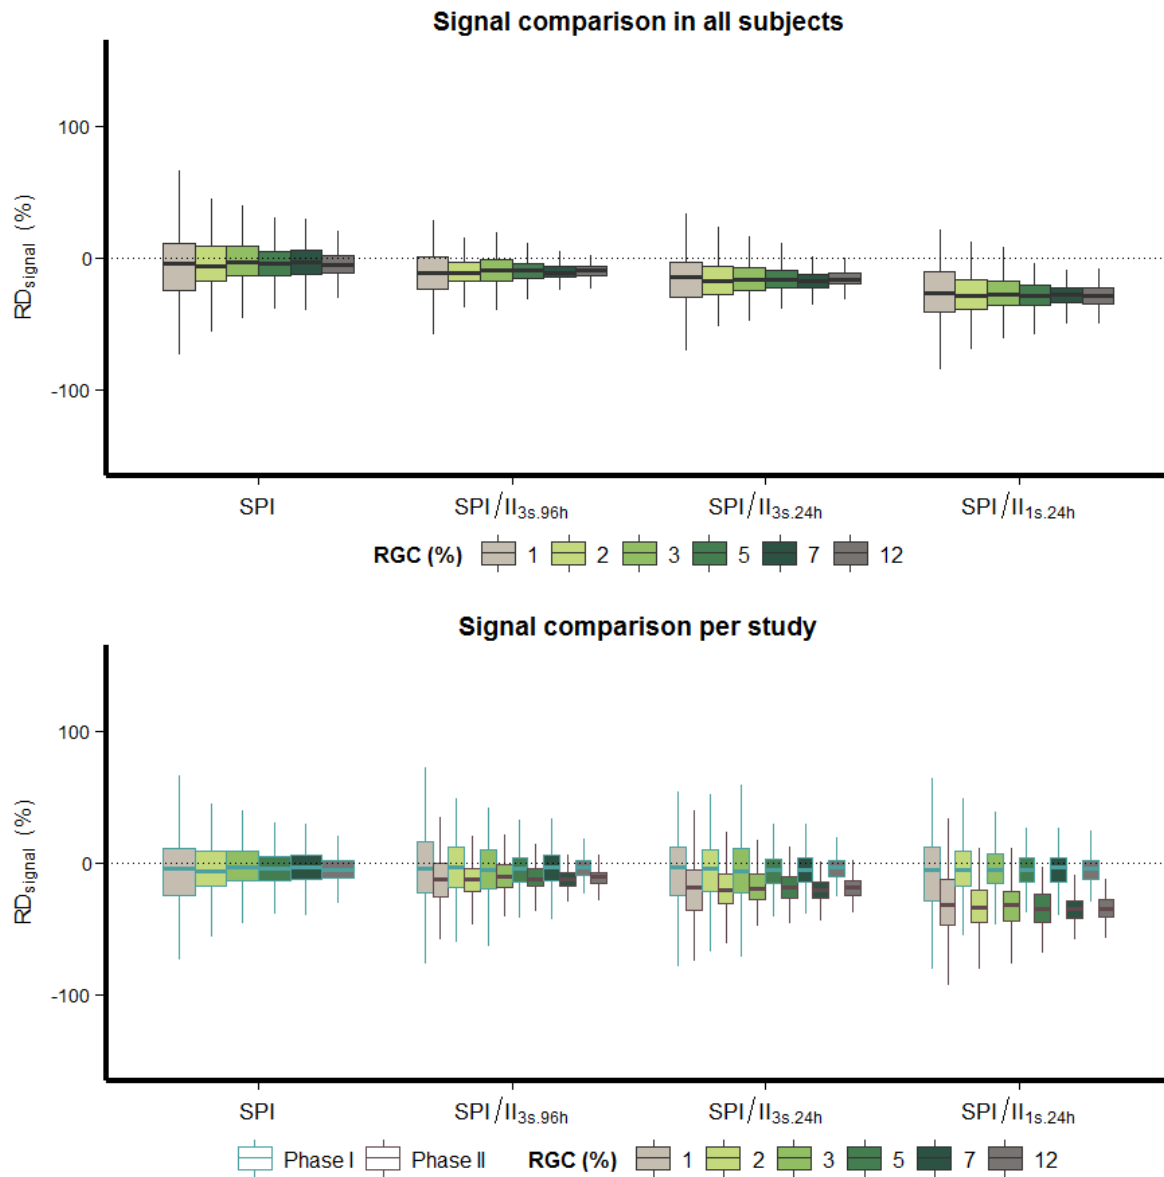 Signal comparison in all subjects
RDsignal (%)
100
0
-100
SPI SPI/II3s.96h SPI/II3s.24h SPI/II1s.24h
RGC (%) 1 2 3 5 7 12
Signal comparison per study
RDsignal (%)
100
0
-100
SPI SPI/II3s.96h SPI/II3s.24h SPI/II1s.24h
Phase I Phase II RGC (%) 1 2 3 5 7 12